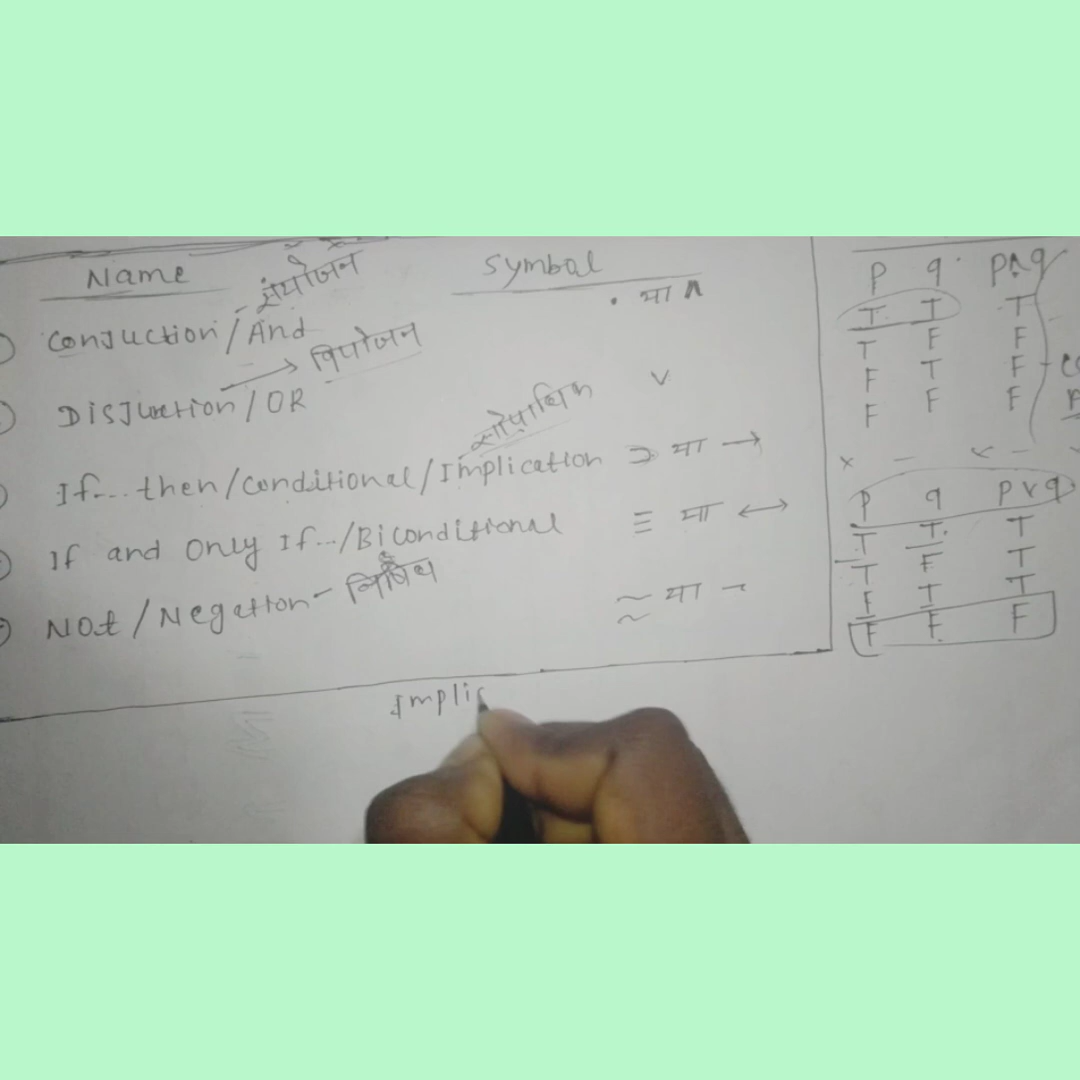 Name Symbol
Conjuction / And - संयोजन · या ∧
Disjuction / OR → वियोजन v
If... then / Conditional / Implication सोपाधिक ⊃ या →
If and Only If... / Biconditional ≡ या ↔
Not / Negation - निषेध ~ या ¬
~
Implic
P q p∧q
T T T
T F F
F T F
F F F
P q p v q
T T T
T F T
F T T
F F F